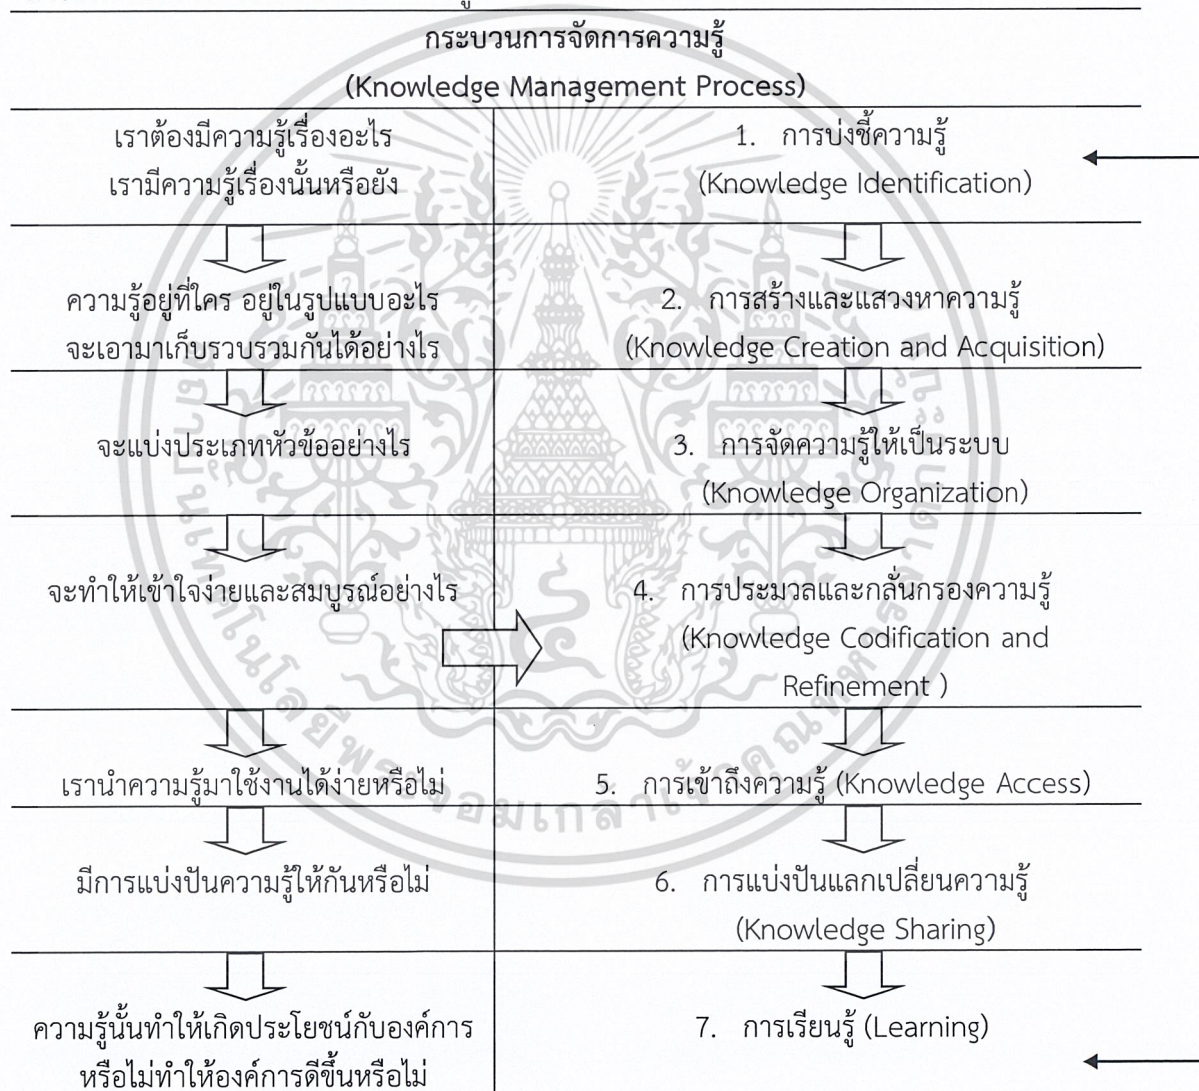 กระบวนการจัดการความรู้
(Knowledge Management Process)
เราต้องมีความรู้เรื่องอะไร
เรามีความรู้เรื่องนั้นหรือยัง
1. การบ่งชี้ความรู้
(Knowledge Identification)
ความรู้อยู่ที่ใคร อยู่ในรูปแบบอะไร
จะเอามาเก็บรวบรวมกันได้อย่างไร
2. การสร้างและแสวงหาความรู้
(Knowledge Creation and Acquisition)
จะแบ่งประเภทหัวข้ออย่างไร
3. การจัดความรู้ให้เป็นระบบ
(Knowledge Organization)
จะทำให้เข้าใจง่ายและสมบูรณ์อย่างไร
4. การประมวลและกลั่นกรองความรู้
(Knowledge Codification and
Refinement )
เรานำความรู้มาใช้งานได้ง่ายหรือไม่
5. การเข้าถึงความรู้ (Knowledge Access)
มีการแบ่งปันความรู้ให้กันหรือไม่
6. การแบ่งปันแลกเปลี่ยนความรู้
(Knowledge Sharing)
ความรู้นั้นทำให้เกิดประโยชน์กับองค์การ
หรือไม่ทำให้องค์การดีขึ้นหรือไม่
7. การเรียนรู้ (Learning)